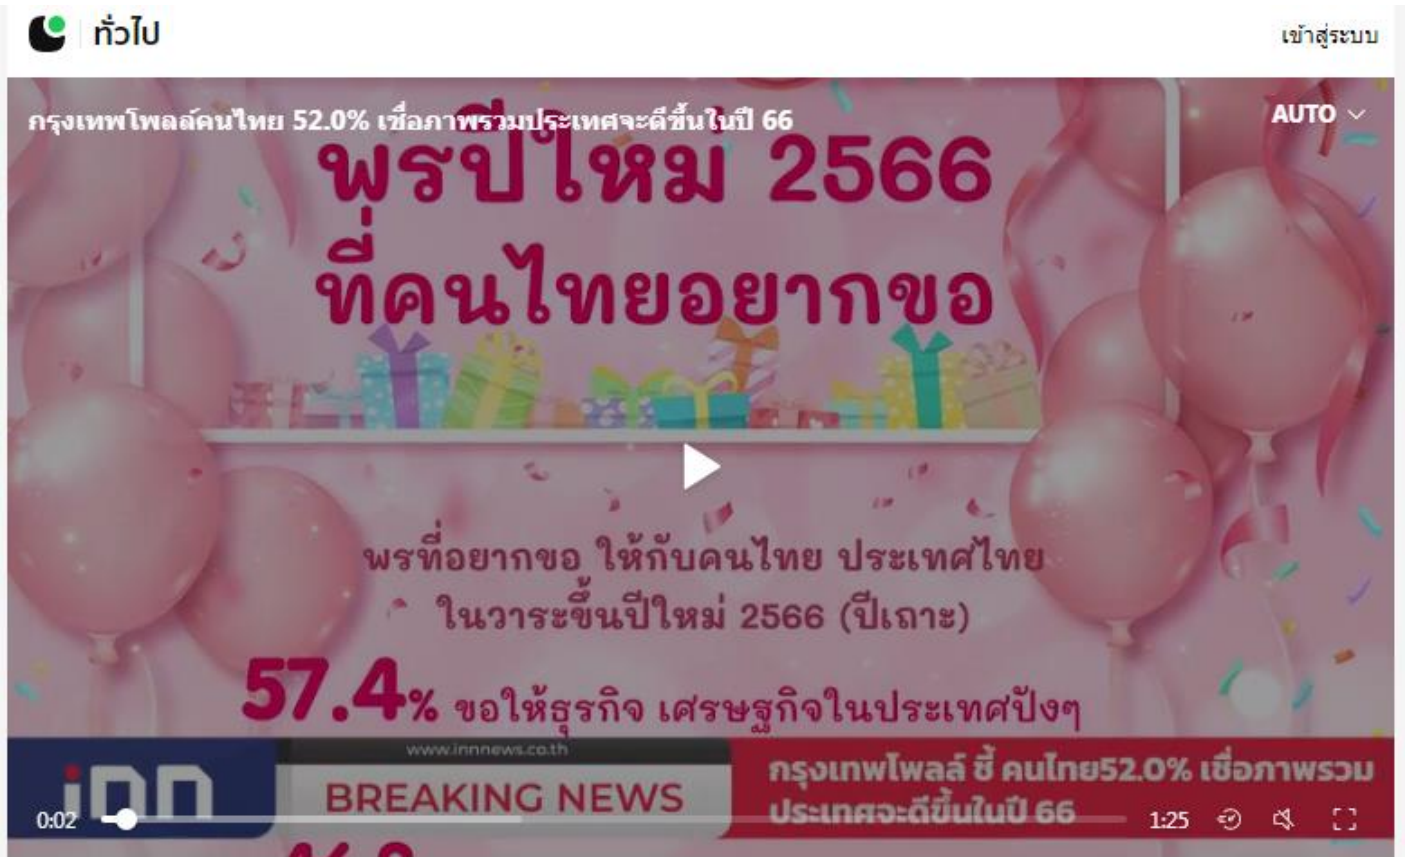 ทั่วไป
เข้าสู่ระบบ
กรุงเทพโพลล์คนไทย 52.0% เชื่อภาพรวมประเทศจะดีขึ้นในปี 66
AUTO
พรปีใหม่ 2566
ที่คนไทยอยากขอ
พรที่อยากขอ ให้กับคนไทย ประเทศไทย
ในวาระขึ้นปีใหม่ 2566 (ปีเถาะ)
57.4% ขอให้ธุรกิจ เศรษฐกิจในประเทศปังๆ
www.innnews.co.th
inn
BREAKING NEWS
กรุงเทพโพลล์ ชี้ คนไทย52.0% เชื่อภาพรวม
ประเทศจะดีขึ้นในปี 66
0:02
1:25